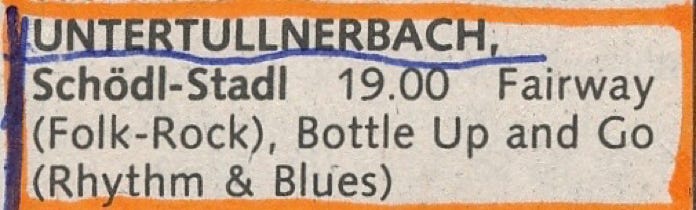 UNTERTULLNERBACH,
Schödl-Stadl 19.00 Fairway
(Folk-Rock), Bottle Up and Go
(Rhythm & Blues)